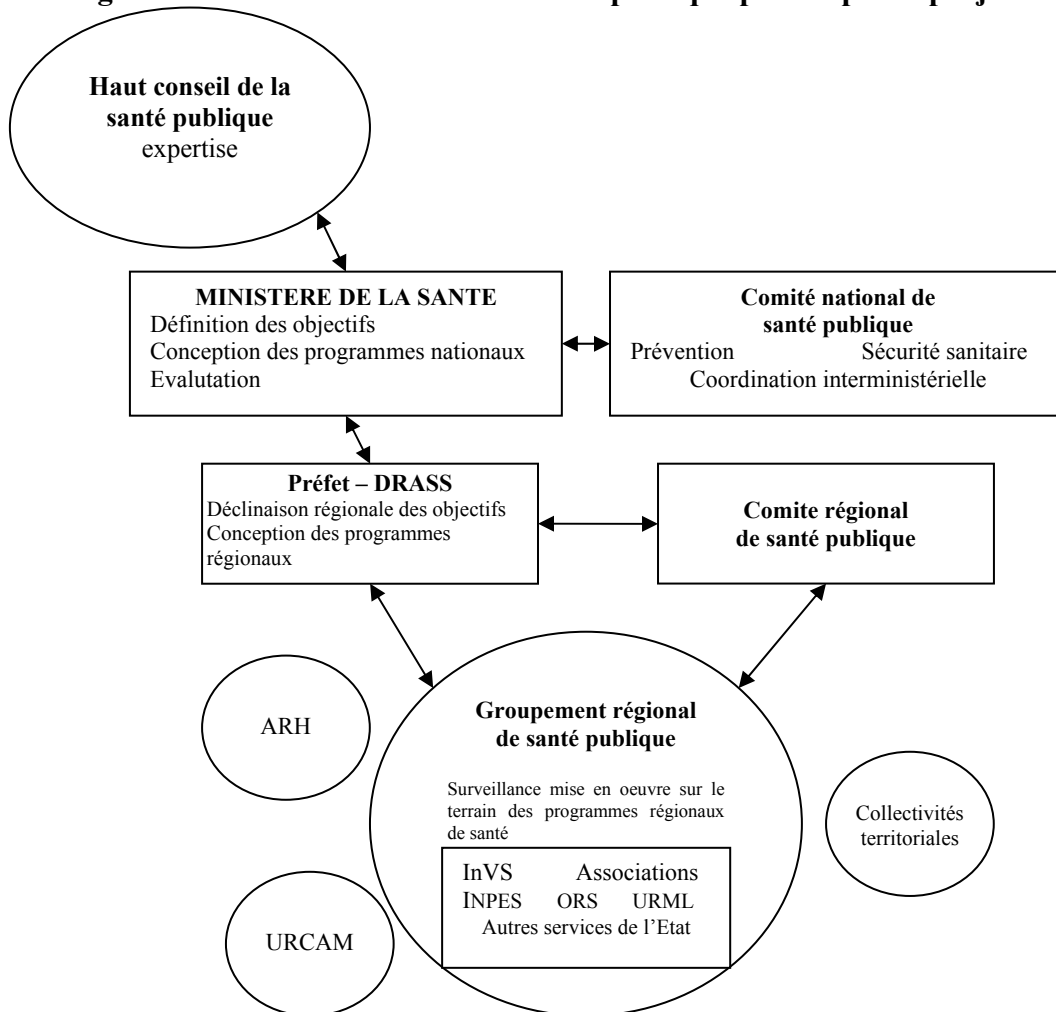 Haut conseil de la
santé publique
expertise
MINISTERE DE LA SANTE
Définition des objectifs
Conception des programmes nationaux
Evalutation
Comité national de
santé publique
Prévention Sécurité sanitaire
Coordination interministérielle
Préfet – DRASS
Déclinaison régionale des objectifs
Conception des programmes
régionaux
Comite régional
de santé publique
ARH
Groupement régional
de santé publique
Surveillance mise en oeuvre sur le
terrain des programmes régionaux
de santé
InVS Associations
INPES ORS URML
Autres services de l'Etat
Collectivités
territoriales
URCAM